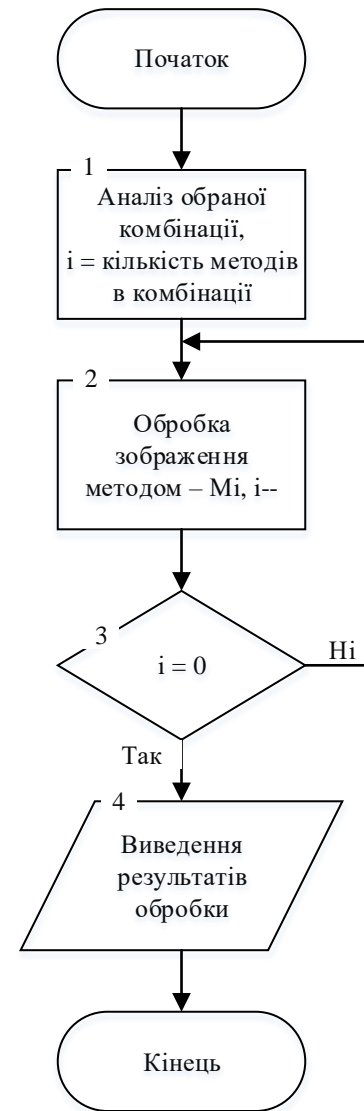 Початок
1
Аналіз обраної
комбінації,
i = кількість методів
в комбінації
2
Обробка
зображення
методом – Mi, i--
3
i = 0
Ні
Так
4
Виведення
результатів
обробки
Кінець